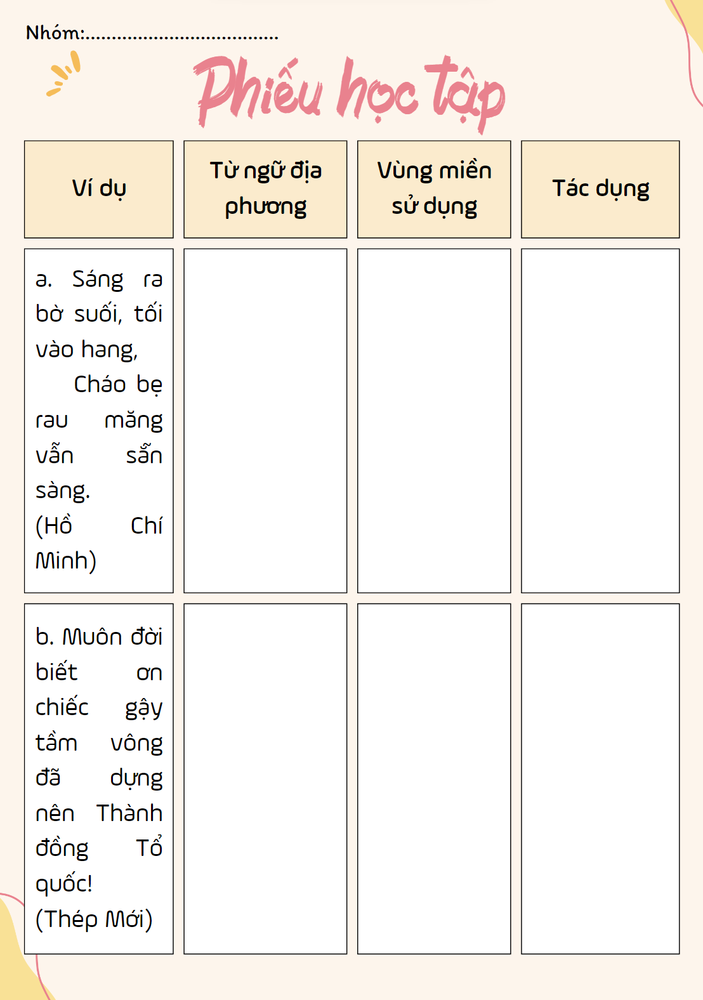 Nhóm:.....................................
Phiếu học tập
Ví dụ
Từ ngữ địa
phương
Vùng miền
sử dụng
Tác dụng
a. Sáng ra
bờ suối, tối
vào hang,
Cháo bẹ
rau măng
vẫn sẵn
sàng.
(Hồ Chí
Minh)
b. Muôn đời
biết ơn
chiếc gậy
tầm vông
đã dựng
nên Thành
đồng Tổ
quốc!
(Thép Mới)